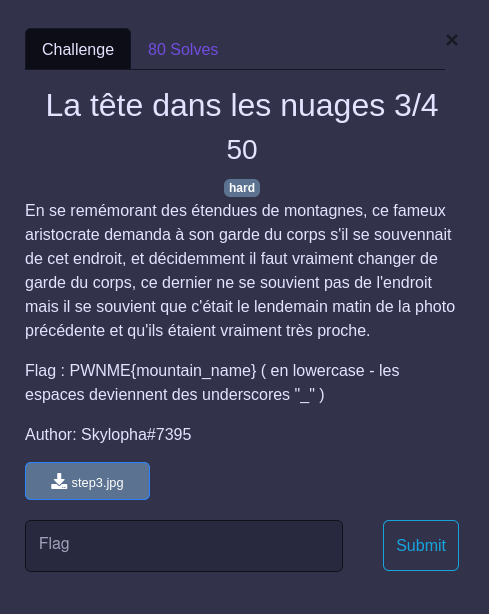 Challenge
80 Solves
×
La tête dans les nuages 3/4
50
hard
En se remémorant des étendues de montagnes, ce fameux
aristocrate demanda à son garde du corps s'il se souvennait
de cet endroit, et décidemment il faut vraiment changer de
garde du corps, ce dernier ne se souvient pas de l'endroit
mais il se souvient que c'était le lendemain matin de la photo
précédente et qu'ils étaient vraiment très proche.
Flag : PWNME{mountain_name} ( en lowercase - les
espaces deviennent des underscores "_" )
Author: Skylopha#7395
step3.jpg
Flag
Submit